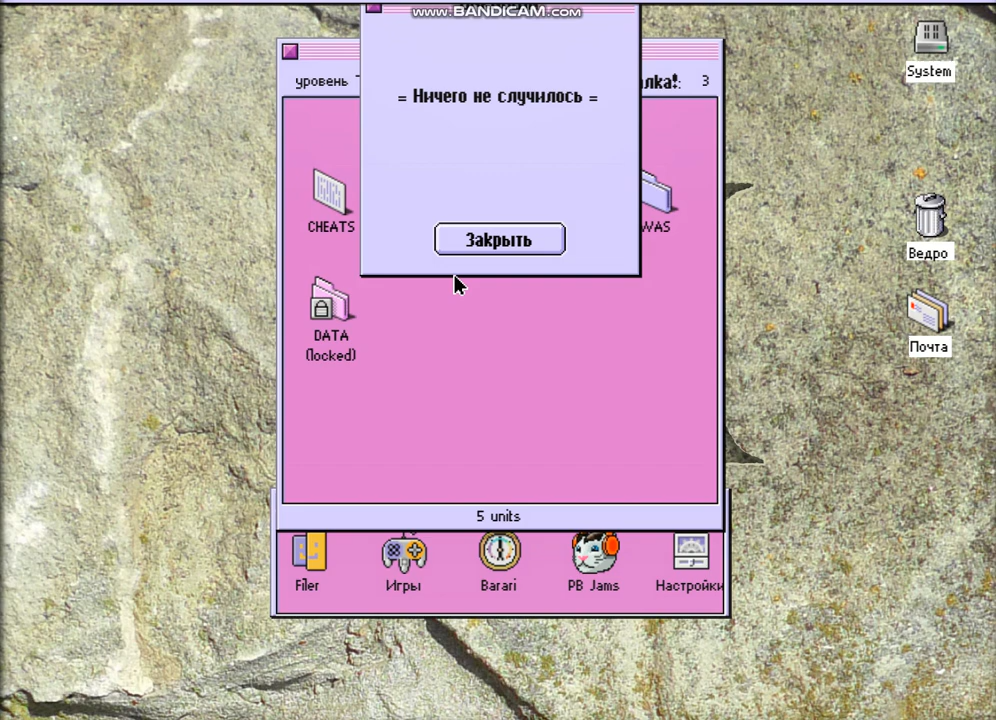 www.BANDICAM.com
уровень
алка!: 3
= Ничего не случилось =
CHEATS
WAS
Закрыть
DATA
(locked)
5 units
Filer
Игры
Barari
PB Jams
Настройки
System
Ведро
Почта